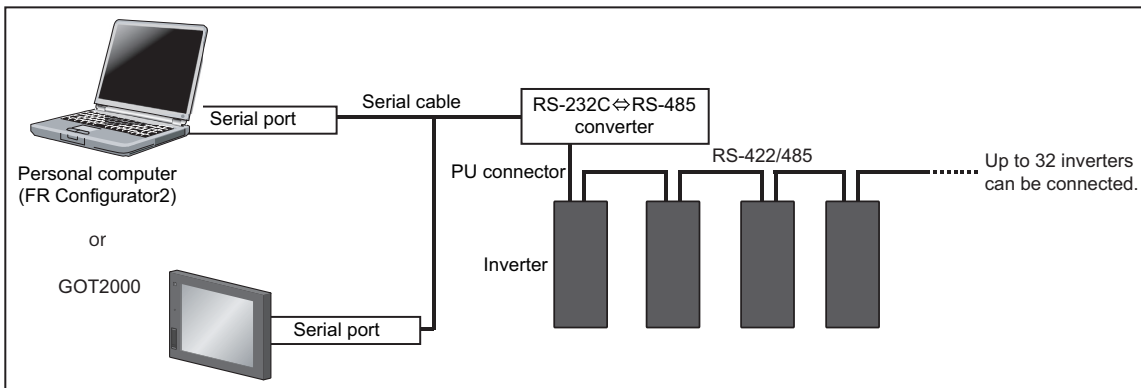 Serial port
Serial cable
RS-232C⇔RS-485
converter
Personal computer
(FR Configurator2)
PU connector
RS-422/485
Up to 32 inverters
can be connected.
or
Inverter
GOT2000
Serial port